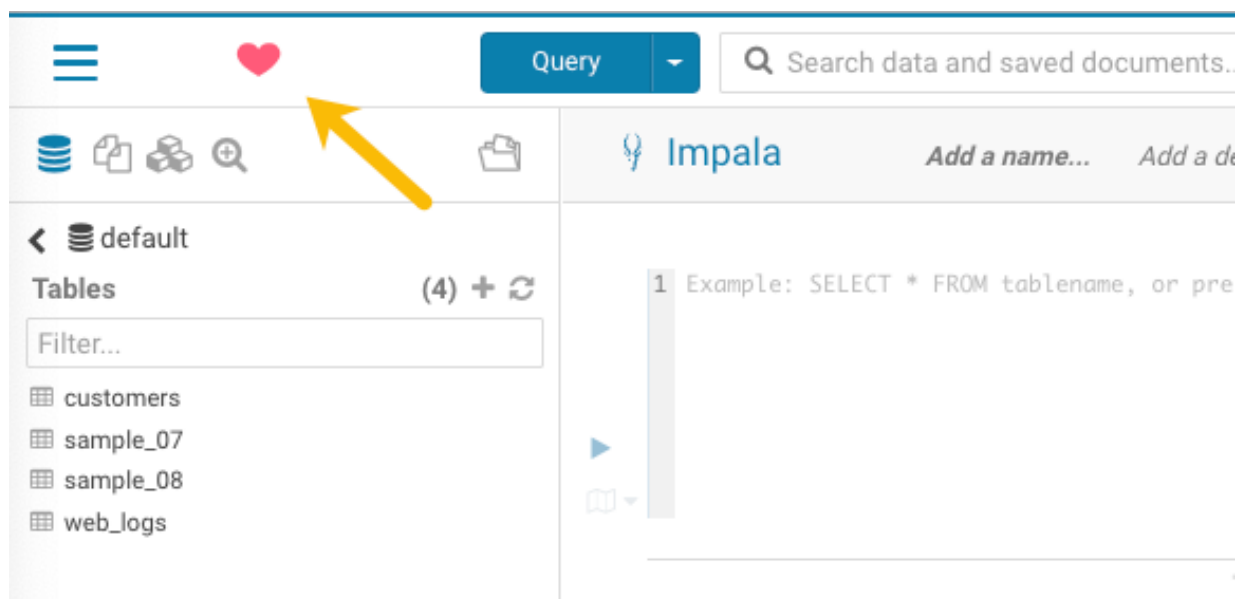 Query
Search data and saved documents..
Impala
Add a name...
Add a de
default
Tables (4)
Filter...
customers
sample_07
sample_08
web_logs
1 Example: SELECT * FROM tablename, or pre